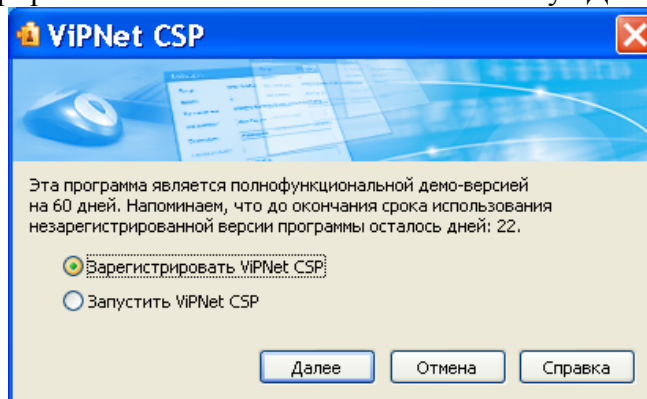 ViPNet CSP
Эта программа является полнофункциональной демо-версией
на 60 дней. Напоминаем, что до окончания срока использования
незарегистрированной версии программы осталось дней: 22.
Зарегистрировать ViPNet CSP
Запустить ViPNet CSP
Далее Отмена Справка